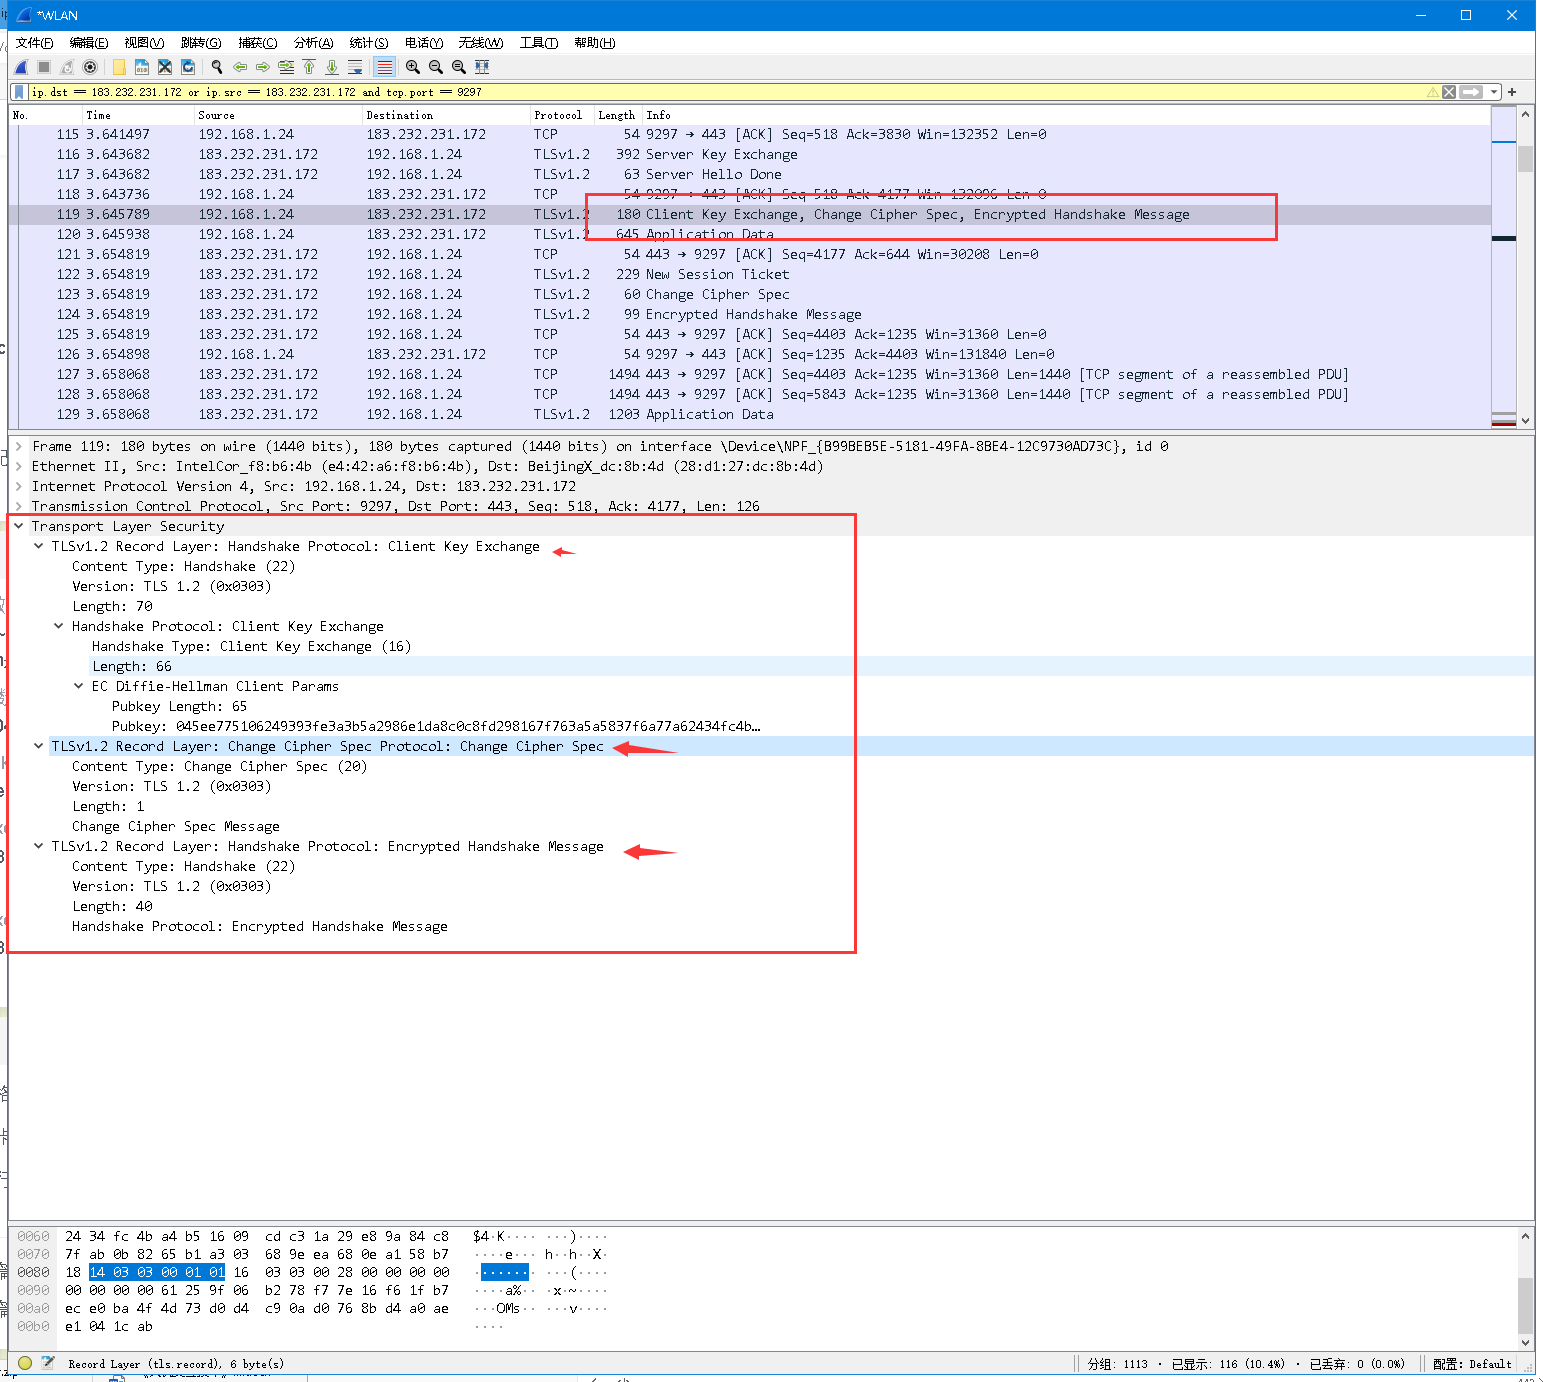 *WLAN
文件(F) 编辑(E) 视图(V) 跳转(G) 捕获(C) 分析(A) 统计(S) 电话(Y) 无线(W) 工具(T) 帮助(H)
ip.dst == 183.232.231.172 or ip.src == 183.232.231.172 and tcp.port == 9297
No. Time Source Destination Protocol Length Info
115 3.641497 192.168.1.24 183.232.231.172 TCP 54 9297 → 443 [ACK] Seq=518 Ack=3830 Win=132352 Len=0
116 3.643682 183.232.231.172 192.168.1.24 TLSv1.2 392 Server Key Exchange
117 3.643682 183.232.231.172 192.168.1.24 TLSv1.2 63 Server Hello Done
118 3.643736 192.168.1.24 183.232.231.172 TCP 54 9297 → 443 [ACK] Seq=518 Ack=4177 Win=132096 Len=0
119 3.645789 192.168.1.24 183.232.231.172 TLSv1.2 180 Client Key Exchange, Change Cipher Spec, Encrypted Handshake Message
120 3.645938 192.168.1.24 183.232.231.172 TLSv1.2 645 Application Data
121 3.654819 183.232.231.172 192.168.1.24 TCP 54 443 → 9297 [ACK] Seq=4177 Ack=644 Win=30208 Len=0
122 3.654819 183.232.231.172 192.168.1.24 TLSv1.2 229 New Session Ticket
123 3.654819 183.232.231.172 192.168.1.24 TLSv1.2 60 Change Cipher Spec
124 3.654819 183.232.231.172 192.168.1.24 TLSv1.2 99 Encrypted Handshake Message
125 3.654819 183.232.231.172 192.168.1.24 TCP 54 443 → 9297 [ACK] Seq=4403 Ack=1235 Win=31360 Len=0
126 3.654898 192.168.1.24 183.232.231.172 TCP 54 9297 → 443 [ACK] Seq=1235 Ack=4403 Win=131840 Len=0
127 3.658068 183.232.231.172 192.168.1.24 TCP 1494 443 → 9297 [ACK] Seq=4403 Ack=1235 Win=31360 Len=1440 [TCP segment of a reassembled PDU]
128 3.658068 183.232.231.172 192.168.1.24 TCP 1494 443 → 9297 [ACK] Seq=5843 Ack=1235 Win=31360 Len=1440 [TCP segment of a reassembled PDU]
129 3.658068 183.232.231.172 192.168.1.24 TLSv1.2 1203 Application Data
Frame 119: 180 bytes on wire (1440 bits), 180 bytes captured (1440 bits) on interface \Device\NPF_{B99BEB5E-5181-49FA-8BE4-12C9730AD73C}, id 0
Ethernet II, Src: IntelCor_f8:b6:4b (e4:42:a6:f8:b6:4b), Dst: BeijingX_dc:8b:4d (28:d1:27:dc:8b:4d)
Internet Protocol Version 4, Src: 192.168.1.24, Dst: 183.232.231.172
Transmission Control Protocol, Src Port: 9297, Dst Port: 443, Seq: 518, Ack: 4177, Len: 126
Transport Layer Security
TLSv1.2 Record Layer: Handshake Protocol: Client Key Exchange
Content Type: Handshake (22)
Version: TLS 1.2 (0x0303)
Length: 70
Handshake Protocol: Client Key Exchange
Handshake Type: Client Key Exchange (16)
Length: 66
EC Diffie-Hellman Client Params
Pubkey Length: 65
Pubkey: 045ee775106249393fe3a3b5a2986e1da8c0c8fd298167f763a5a5837f6a77a62434fc4b…
TLSv1.2 Record Layer: Change Cipher Spec Protocol: Change Cipher Spec
Content Type: Change Cipher Spec (20)
Version: TLS 1.2 (0x0303)
Length: 1
Change Cipher Spec Message
TLSv1.2 Record Layer: Handshake Protocol: Encrypted Handshake Message
Content Type: Handshake (22)
Version: TLS 1.2 (0x0303)
Length: 40
Handshake Protocol: Encrypted Handshake Message
0060 24 34 fc 4b a4 b5 16 09 cd c3 1a 29 e8 9a 84 c8 $4·K···· ···)····
0070 7f ab 0b 82 65 b1 a3 03 68 9e ea 68 0e a1 58 b7 ····e··· h··h··X·
0080 18 14 03 03 00 01 01 16 03 03 00 28 00 00 00 00 ········ ···(····
0090 00 00 00 00 61 25 9f 06 b2 78 f7 7e 16 f6 1f b7 ····a%·· ·x·~····
00a0 ec e0 ba 4f 4d 73 d0 d4 c9 0a d0 76 8b d4 a0 ae ···OMs·· ···v····
00b0 e1 04 1c ab ····
Record Layer (tls.record), 6 byte(s) 分组: 1113 · 已显示: 116 (10.4%) · 已丢弃: 0 (0.0%) 配置: Default